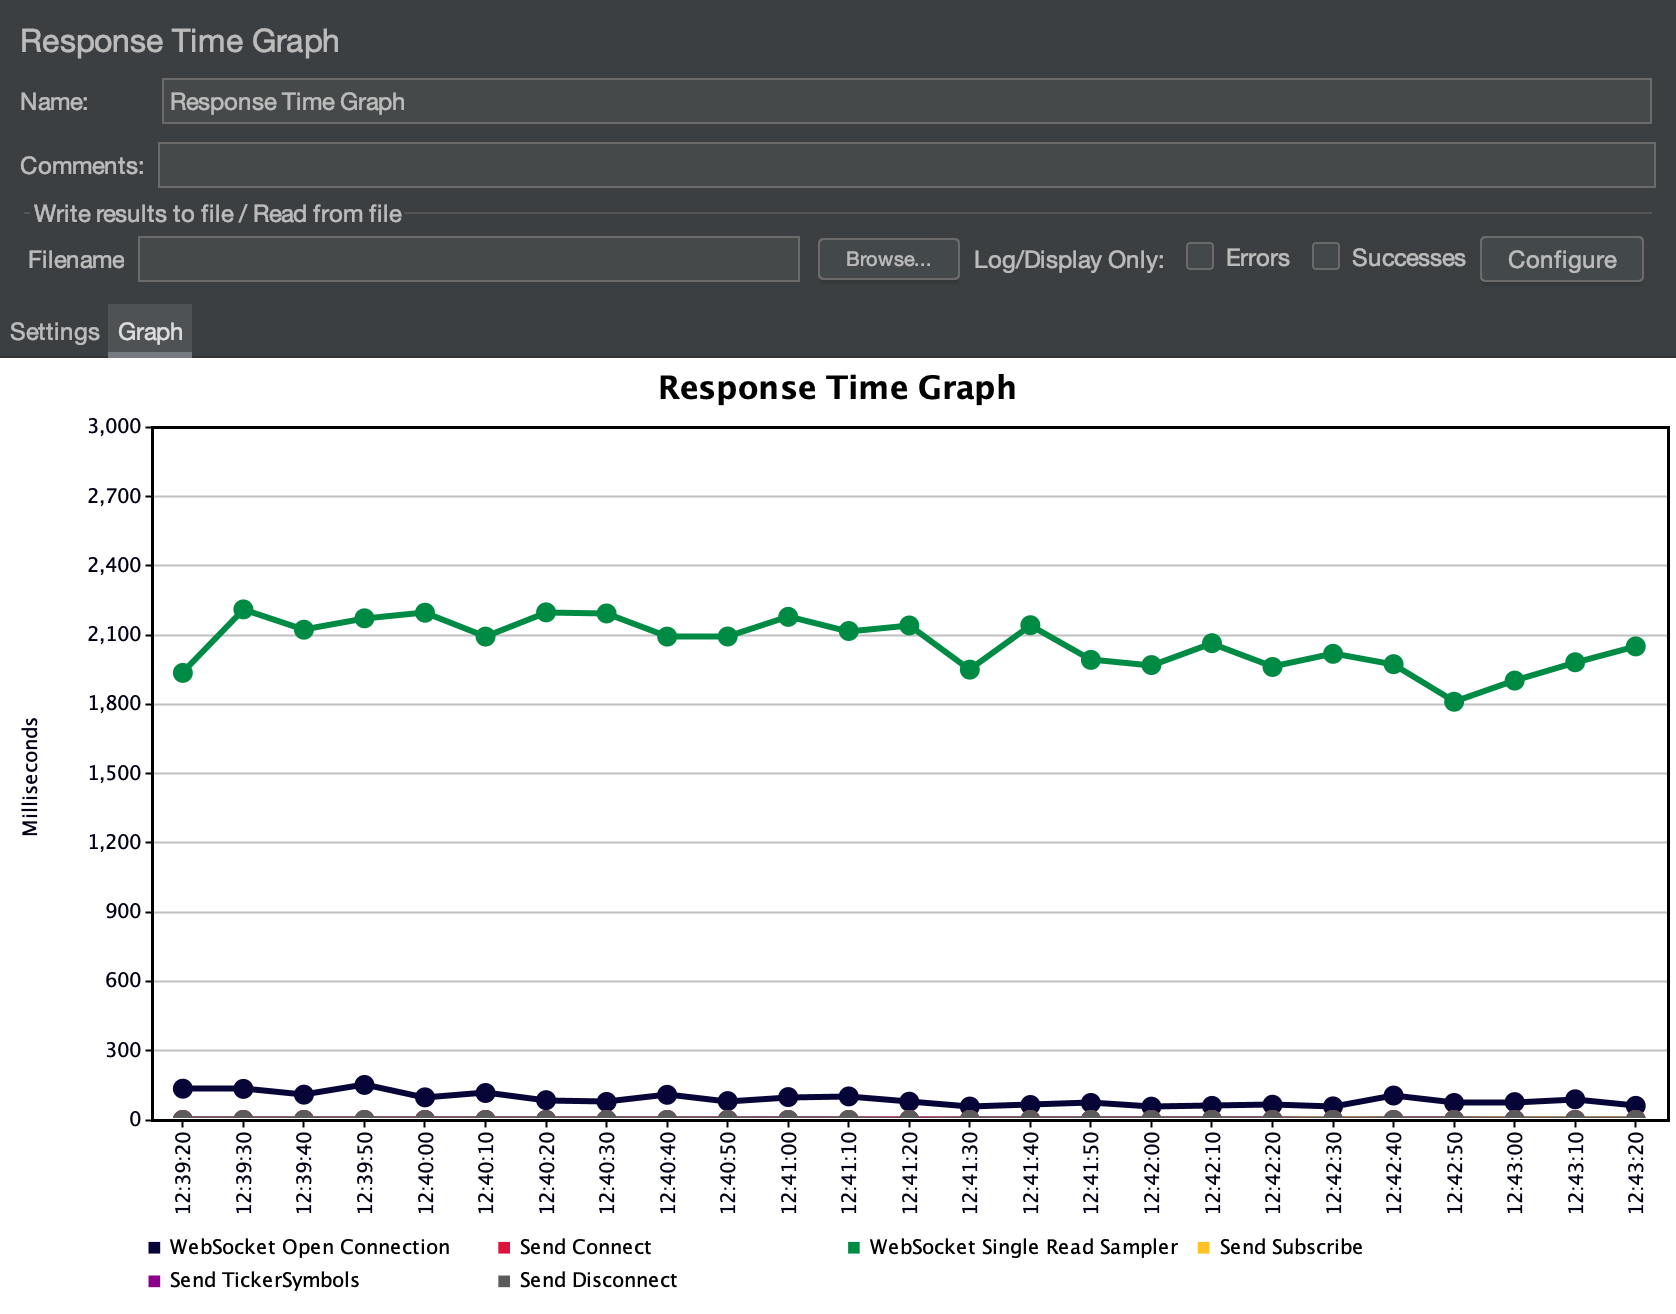 Response Time Graph
Name: Response Time Graph
Comments:
Write results to file / Read from file
Filename Browse... Log/Display Only: Errors Successes Configure
Settings Graph
Response Time Graph
Milliseconds
3,000
2,700
2,400
2,100
1,800
1,500
1,200
900
600
300
0
12:39:20 12:39:30 12:39:40 12:39:50 12:40:00 12:40:10 12:40:20 12:40:30 12:40:40 12:40:50 12:41:00 12:41:10 12:41:20 12:41:30 12:41:40 12:41:50 12:42:00 12:42:10 12:42:20 12:42:30 12:42:40 12:42:50 12:43:00 12:43:10 12:43:20
WebSocket Open Connection Send Connect WebSocket Single Read Sampler Send Subscribe
Send TickerSymbols Send Disconnect